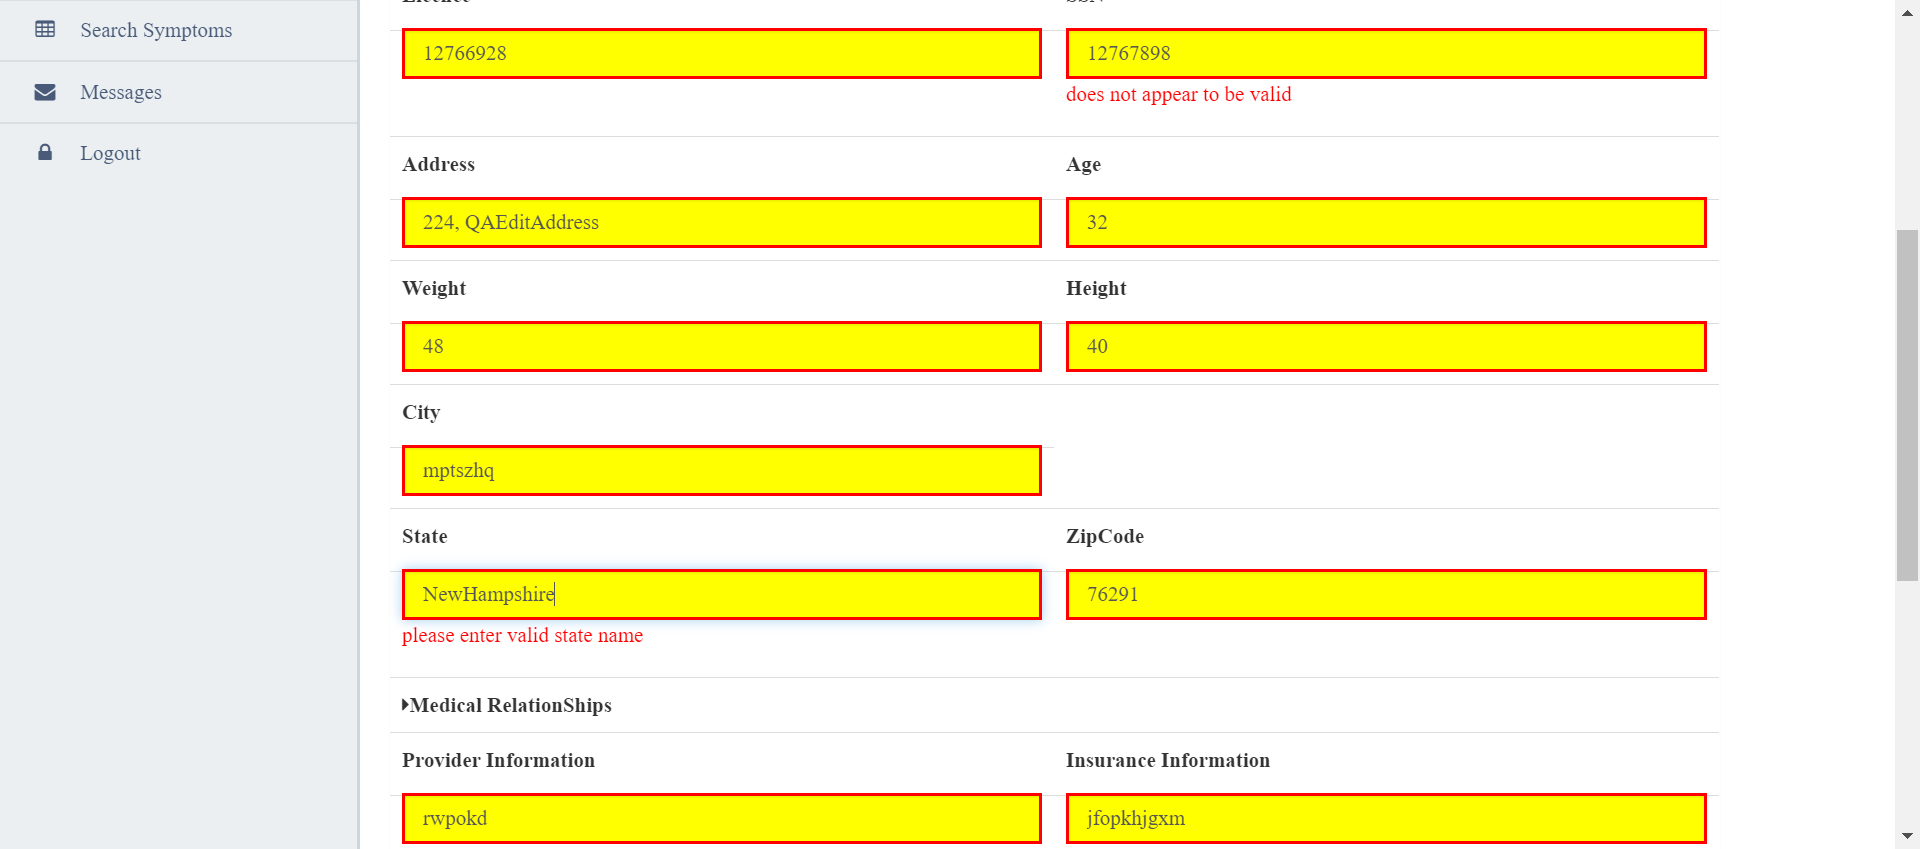 Search Symptoms
Messages
Logout
Licence
SSN
12766928
12767898
does not appear to be valid
Address
Age
224, QAEditAddress
32
Weight
Height
48
40
City
mptszhq
State
ZipCode
NewHampshire
76291
please enter valid state name
Medical RelationShips
Provider Information
Insurance Information
rwpokd
jfopkhjgxm